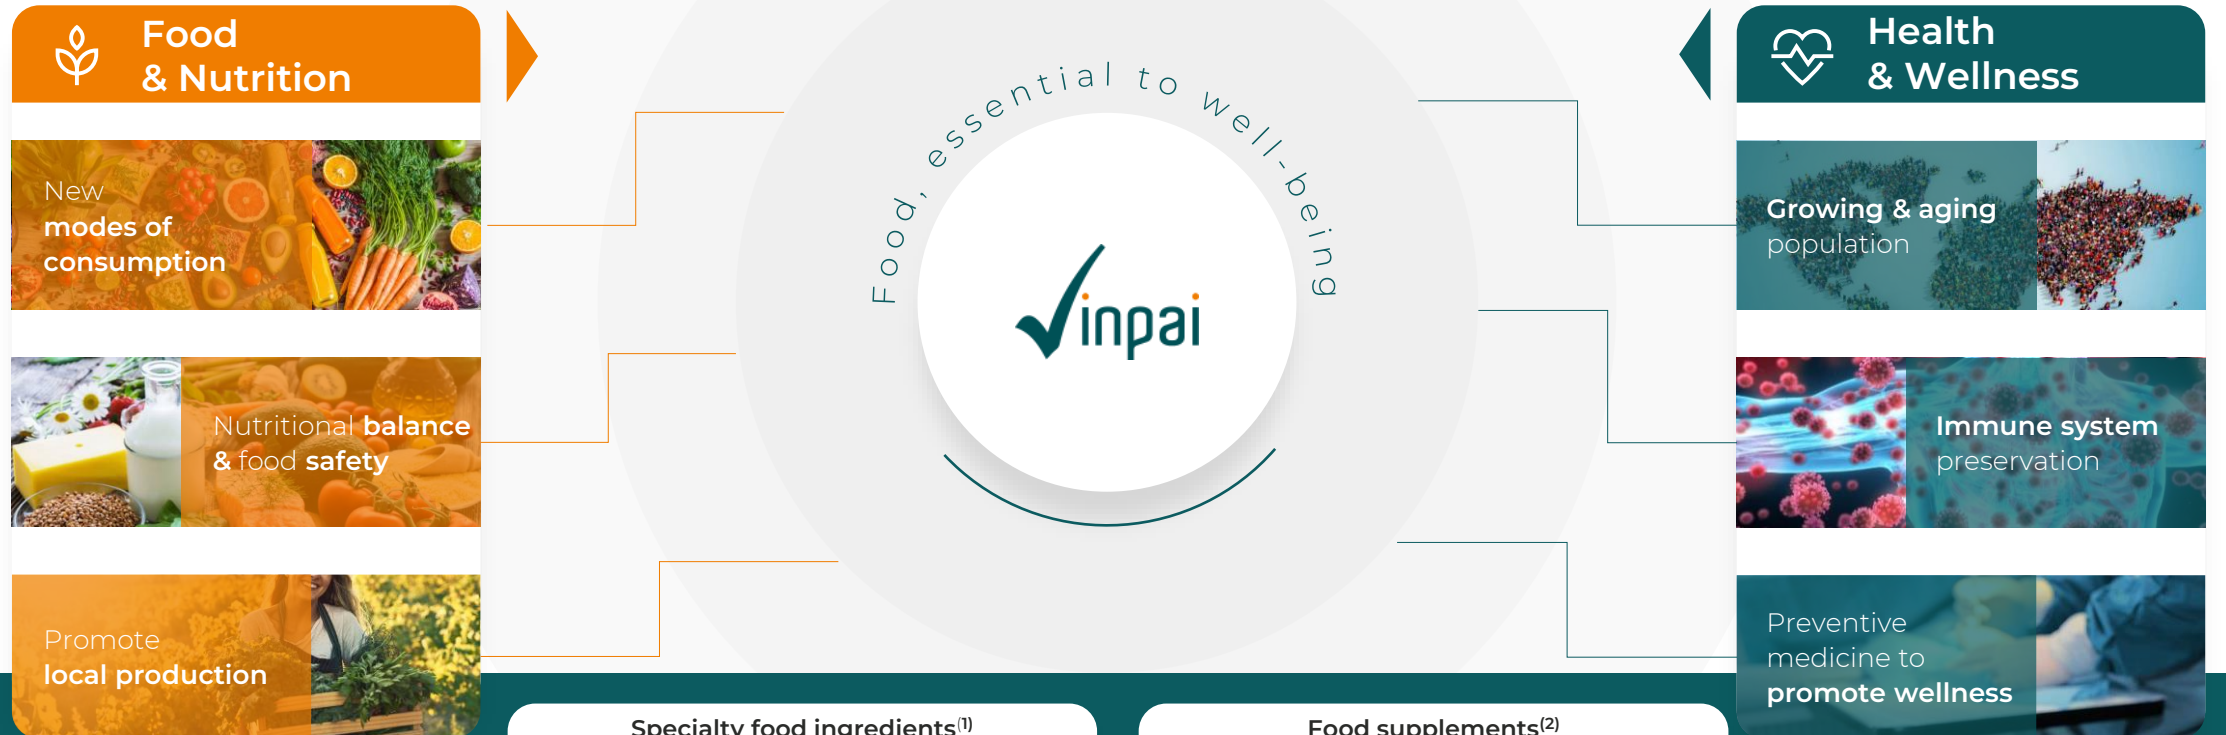 Food
& Nutrition
New
modes of
consumption
Nutritional balance
& food safety
Promote
local production
Food, essential to well-being
Vinpai
Health
& Wellness
Growing & aging
population
Immune system
preservation
Preventive
medicine to
promote wellness
Specialty food ingredients(1)
Food supplements(2)